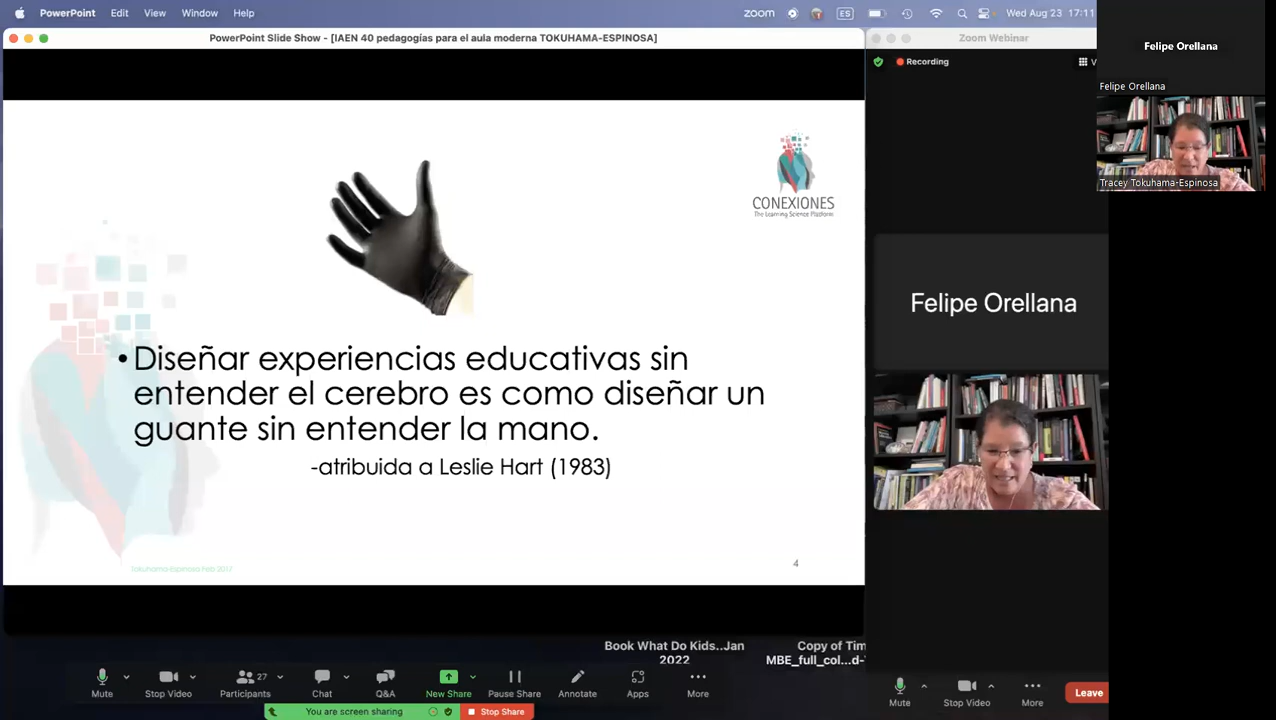 PowerPoint Edit View Window Help
zoom ES Wed Aug 23 17:11
PowerPoint Slide Show - [IAEN 40 pedagogías para el aula moderna TOKUHAMA-ESPINOSA]
Zoom Webinar
Recording
V
Felipe Orellana
Felipe Orellana
Tracey Tokuhama-Espinosa
CONEXIONES
The Learning Science Platform
Felipe Orellana
•Diseñar experiencias educativas sin
entender el cerebro es como diseñar un
guante sin entender la mano.
-atribuida a Leslie Hart (1983)
Tokuhama-Espinosa Feb 2017
4
Book What Do Kids..Jan
2022
Copy of Tim
MBE_full_col...d-
27
Mute Stop Video Participants Chat Q&A New Share Pause Share Annotate Apps More
Mute Stop Video More Leave
You are screen sharing Stop Share